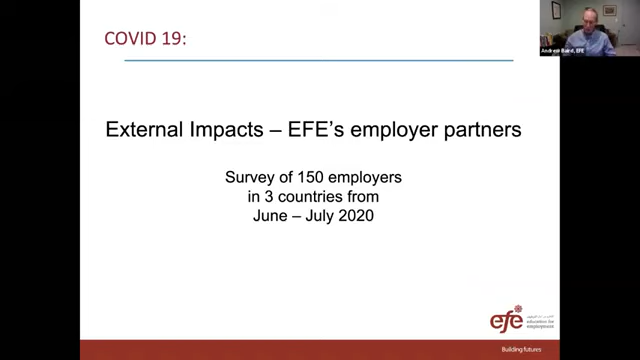 COVID 19:
Andrew Baird, EFE
External Impacts – EFE's employer partners
Survey of 150 employers
in 3 countries from
June – July 2020
efe
education for
employment
Building futures